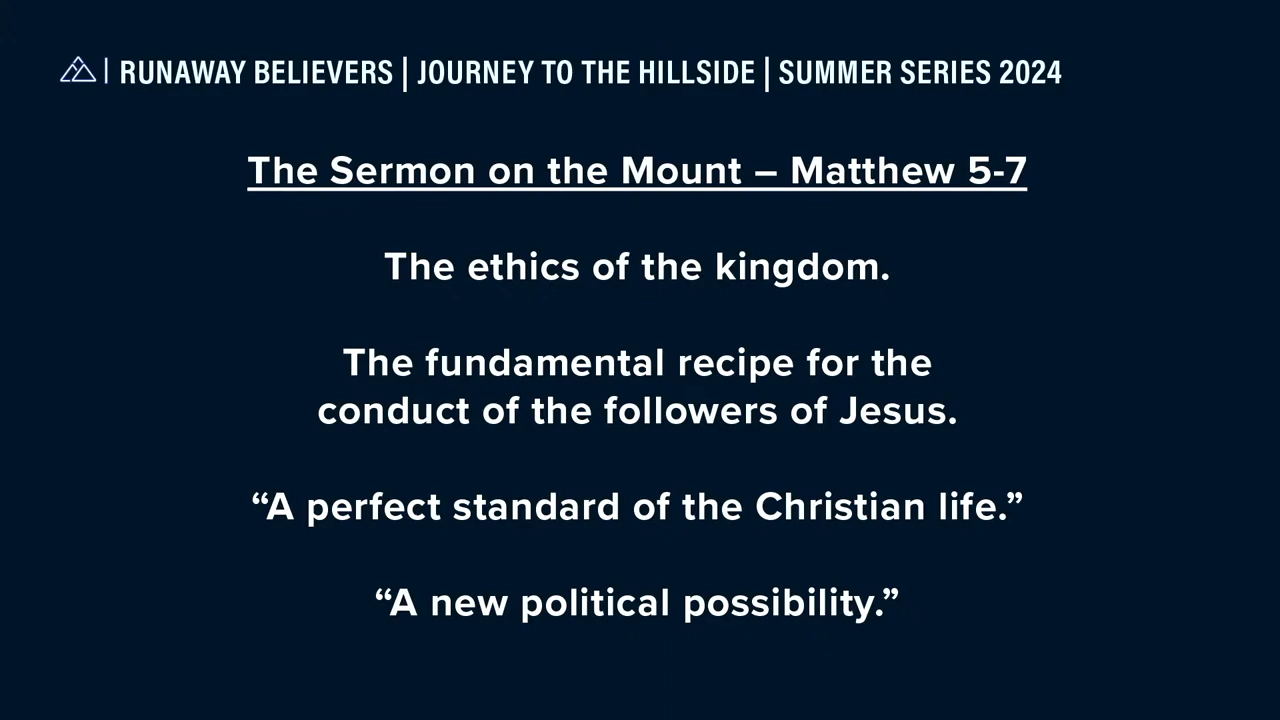 | RUNAWAY BELIEVERS | JOURNEY TO THE HILLSIDE | SUMMER SERIES 2024
The Sermon on the Mount – Matthew 5-7
The ethics of the kingdom.
The fundamental recipe for the
conduct of the followers of Jesus.
“A perfect standard of the Christian life.”
“A new political possibility.”